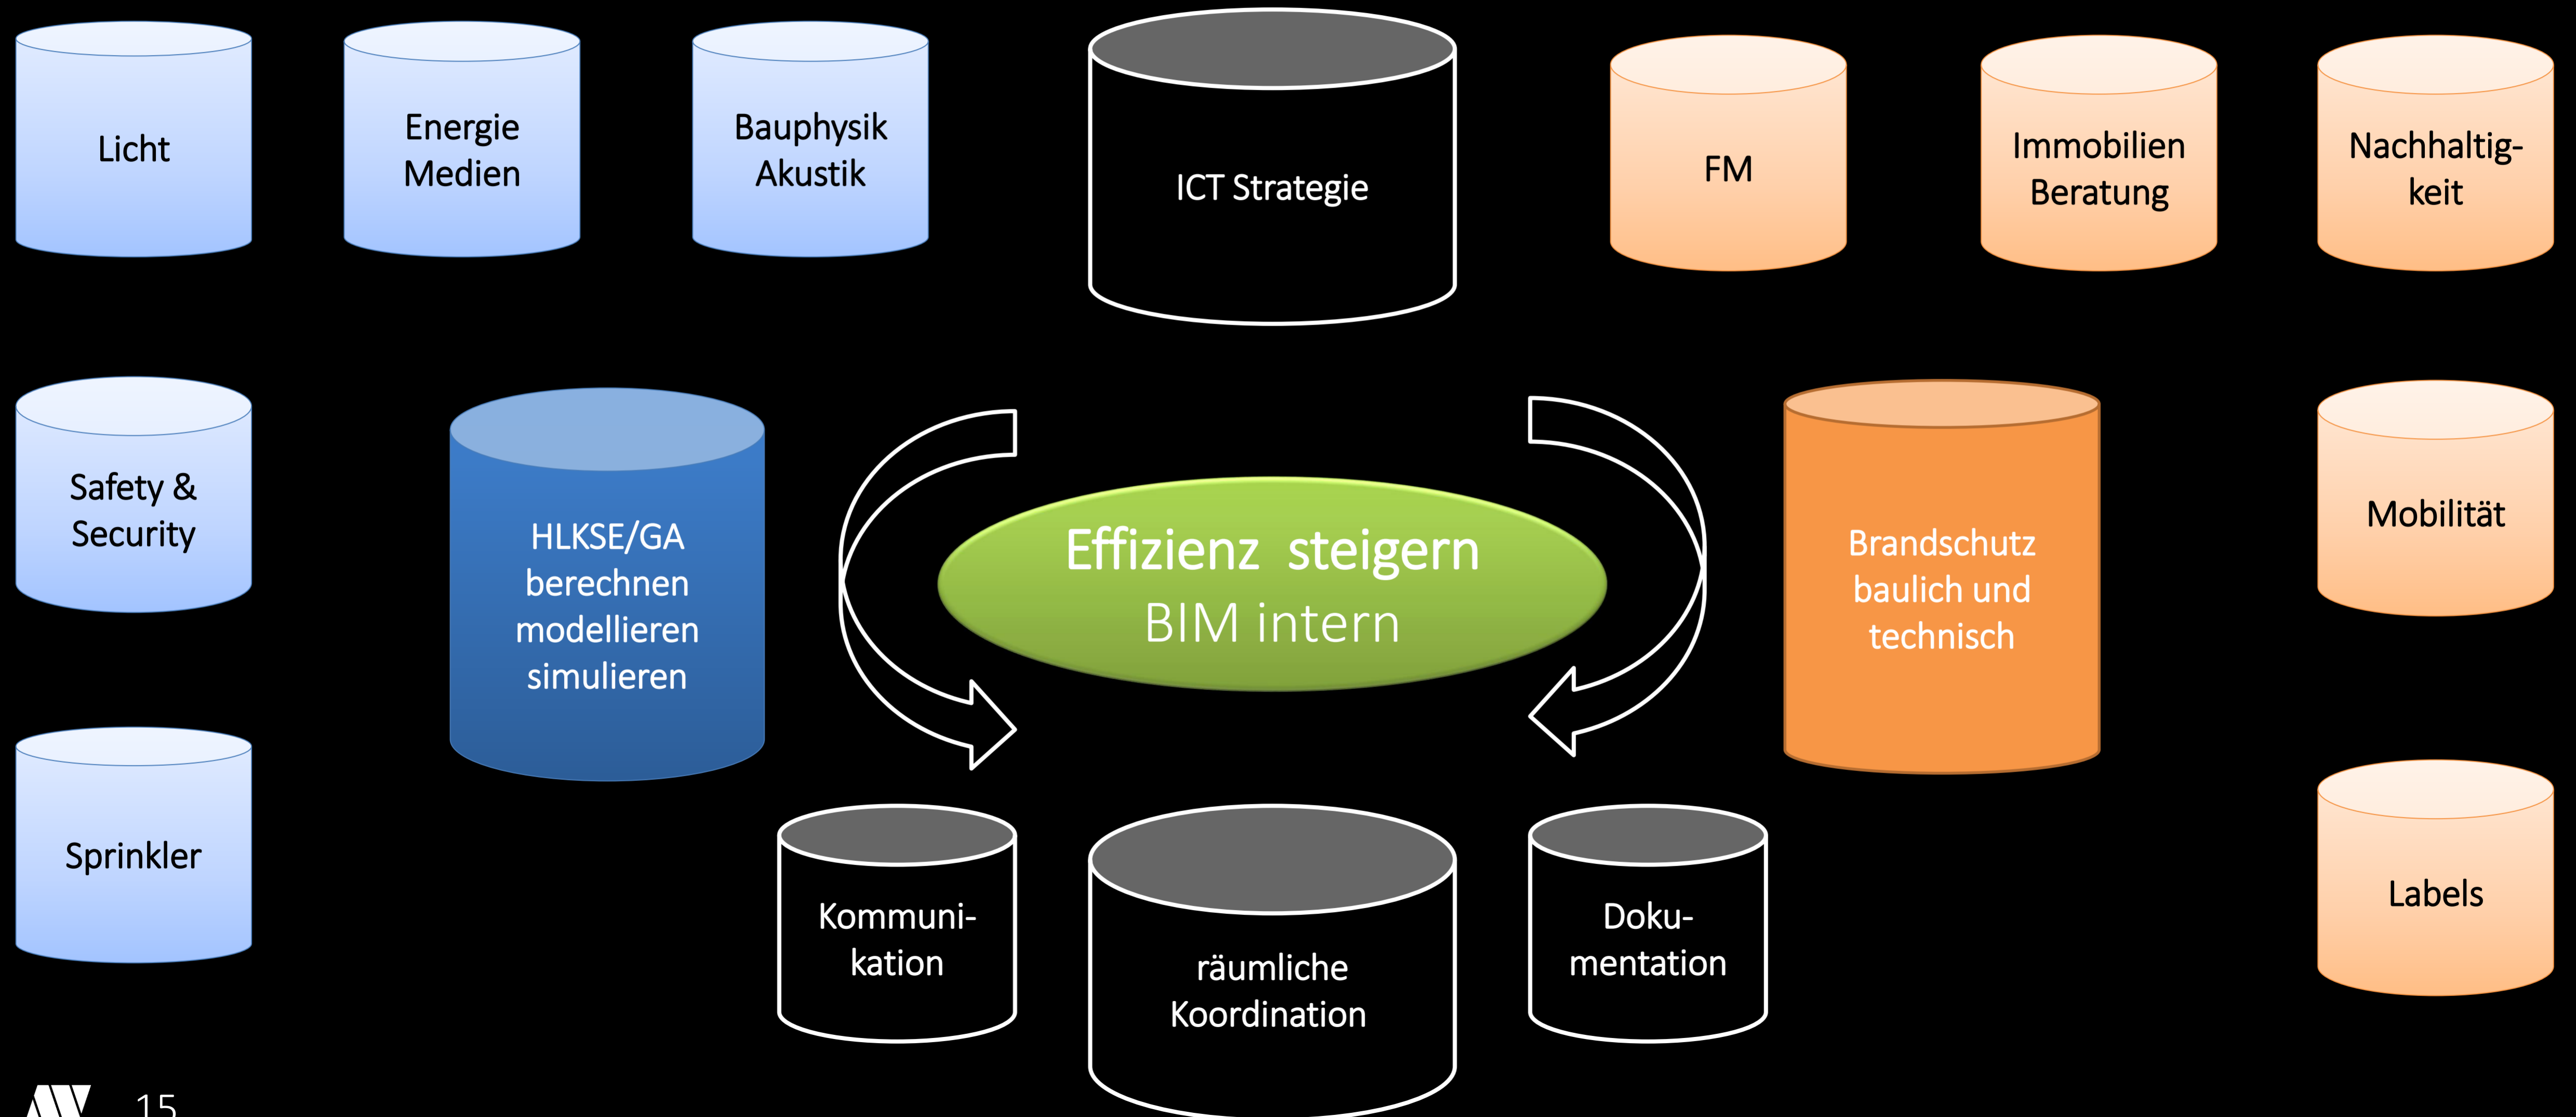 Licht
Energie
Medien
Bauphysik
Akustik
ICT Strategie
FM
Immobilien
Beratung
Nachhaltig-
keit
Safety &
Security
HLKSE/GA
berechnen
modellieren
simulieren
Effizienz steigern
BIM intern
Brandschutz
baulich und
technisch
Mobilität
Sprinkler
Kommuni-
kation
räumliche
Koordination
Doku-
mentation
Labels
15